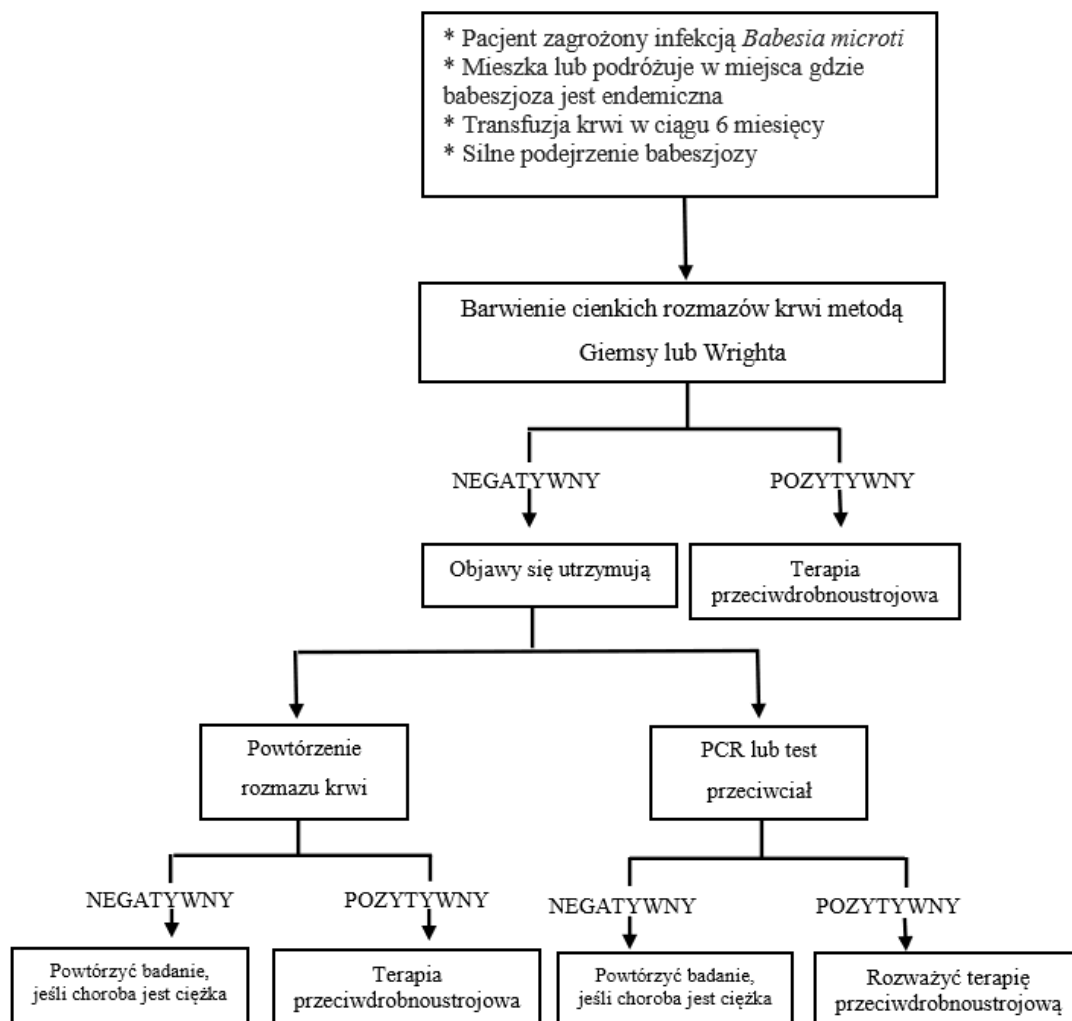 * Pacjent zagrożony infekcją Babesia microti
* Mieszka lub podróżuje w miejsca gdzie
babeszjoza jest endemiczna
* Transfuzja krwi w ciągu 6 miesięcy
* Silne podejrzenie babeszjozy
Barwienie cienkich rozmazów krwi metodą
Giemsy lub Wrighta
NEGATYWNY
POZYTYWNY
Objawy się utrzymują
Terapia
przeciwdrobnoustrojowa
Powtórzenie
rozmazu krwi
PCR lub test
przeciwciał
NEGATYWNY
POZYTYWNY
NEGATYWNY
POZYTYWNY
Powtórzyć badanie,
jeśli choroba jest ciężka
Terapia
przeciwdrobnoustrojowa
Powtórzyć badanie,
jeśli choroba jest ciężka
Rozważyć terapię
przeciwdrobnoustrojową